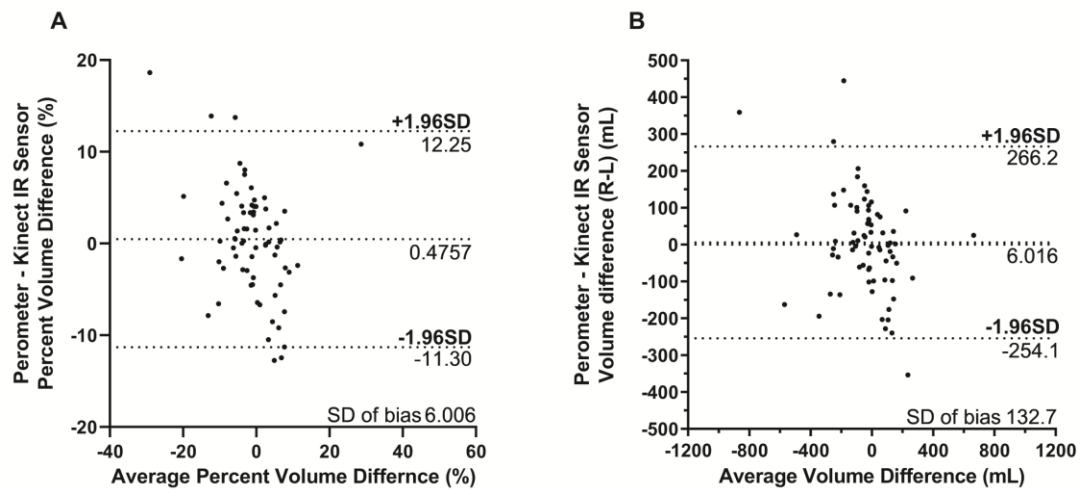 A
Perometer - Kinect IR Sensor
Percent Volume Difference (%)
20
10
0
-10
-20
+1.96SD
12.25
0.4757
-1.96SD
-11.30
SD of bias 6.006
-40 -20 0 20 40 60
Average Percent Volume Differnce (%)
B
Perometer - Kinect IR Sensor
Volume difference (R-L) (mL)
500
400
300
200
100
0
-100
-200
-300
-400
-500
+1.96SD
266.2
6.016
-1.96SD
-254.1
SD of bias 132.7
-1200 -800 -400 0 400 800 1200
Average Volume Difference (mL)